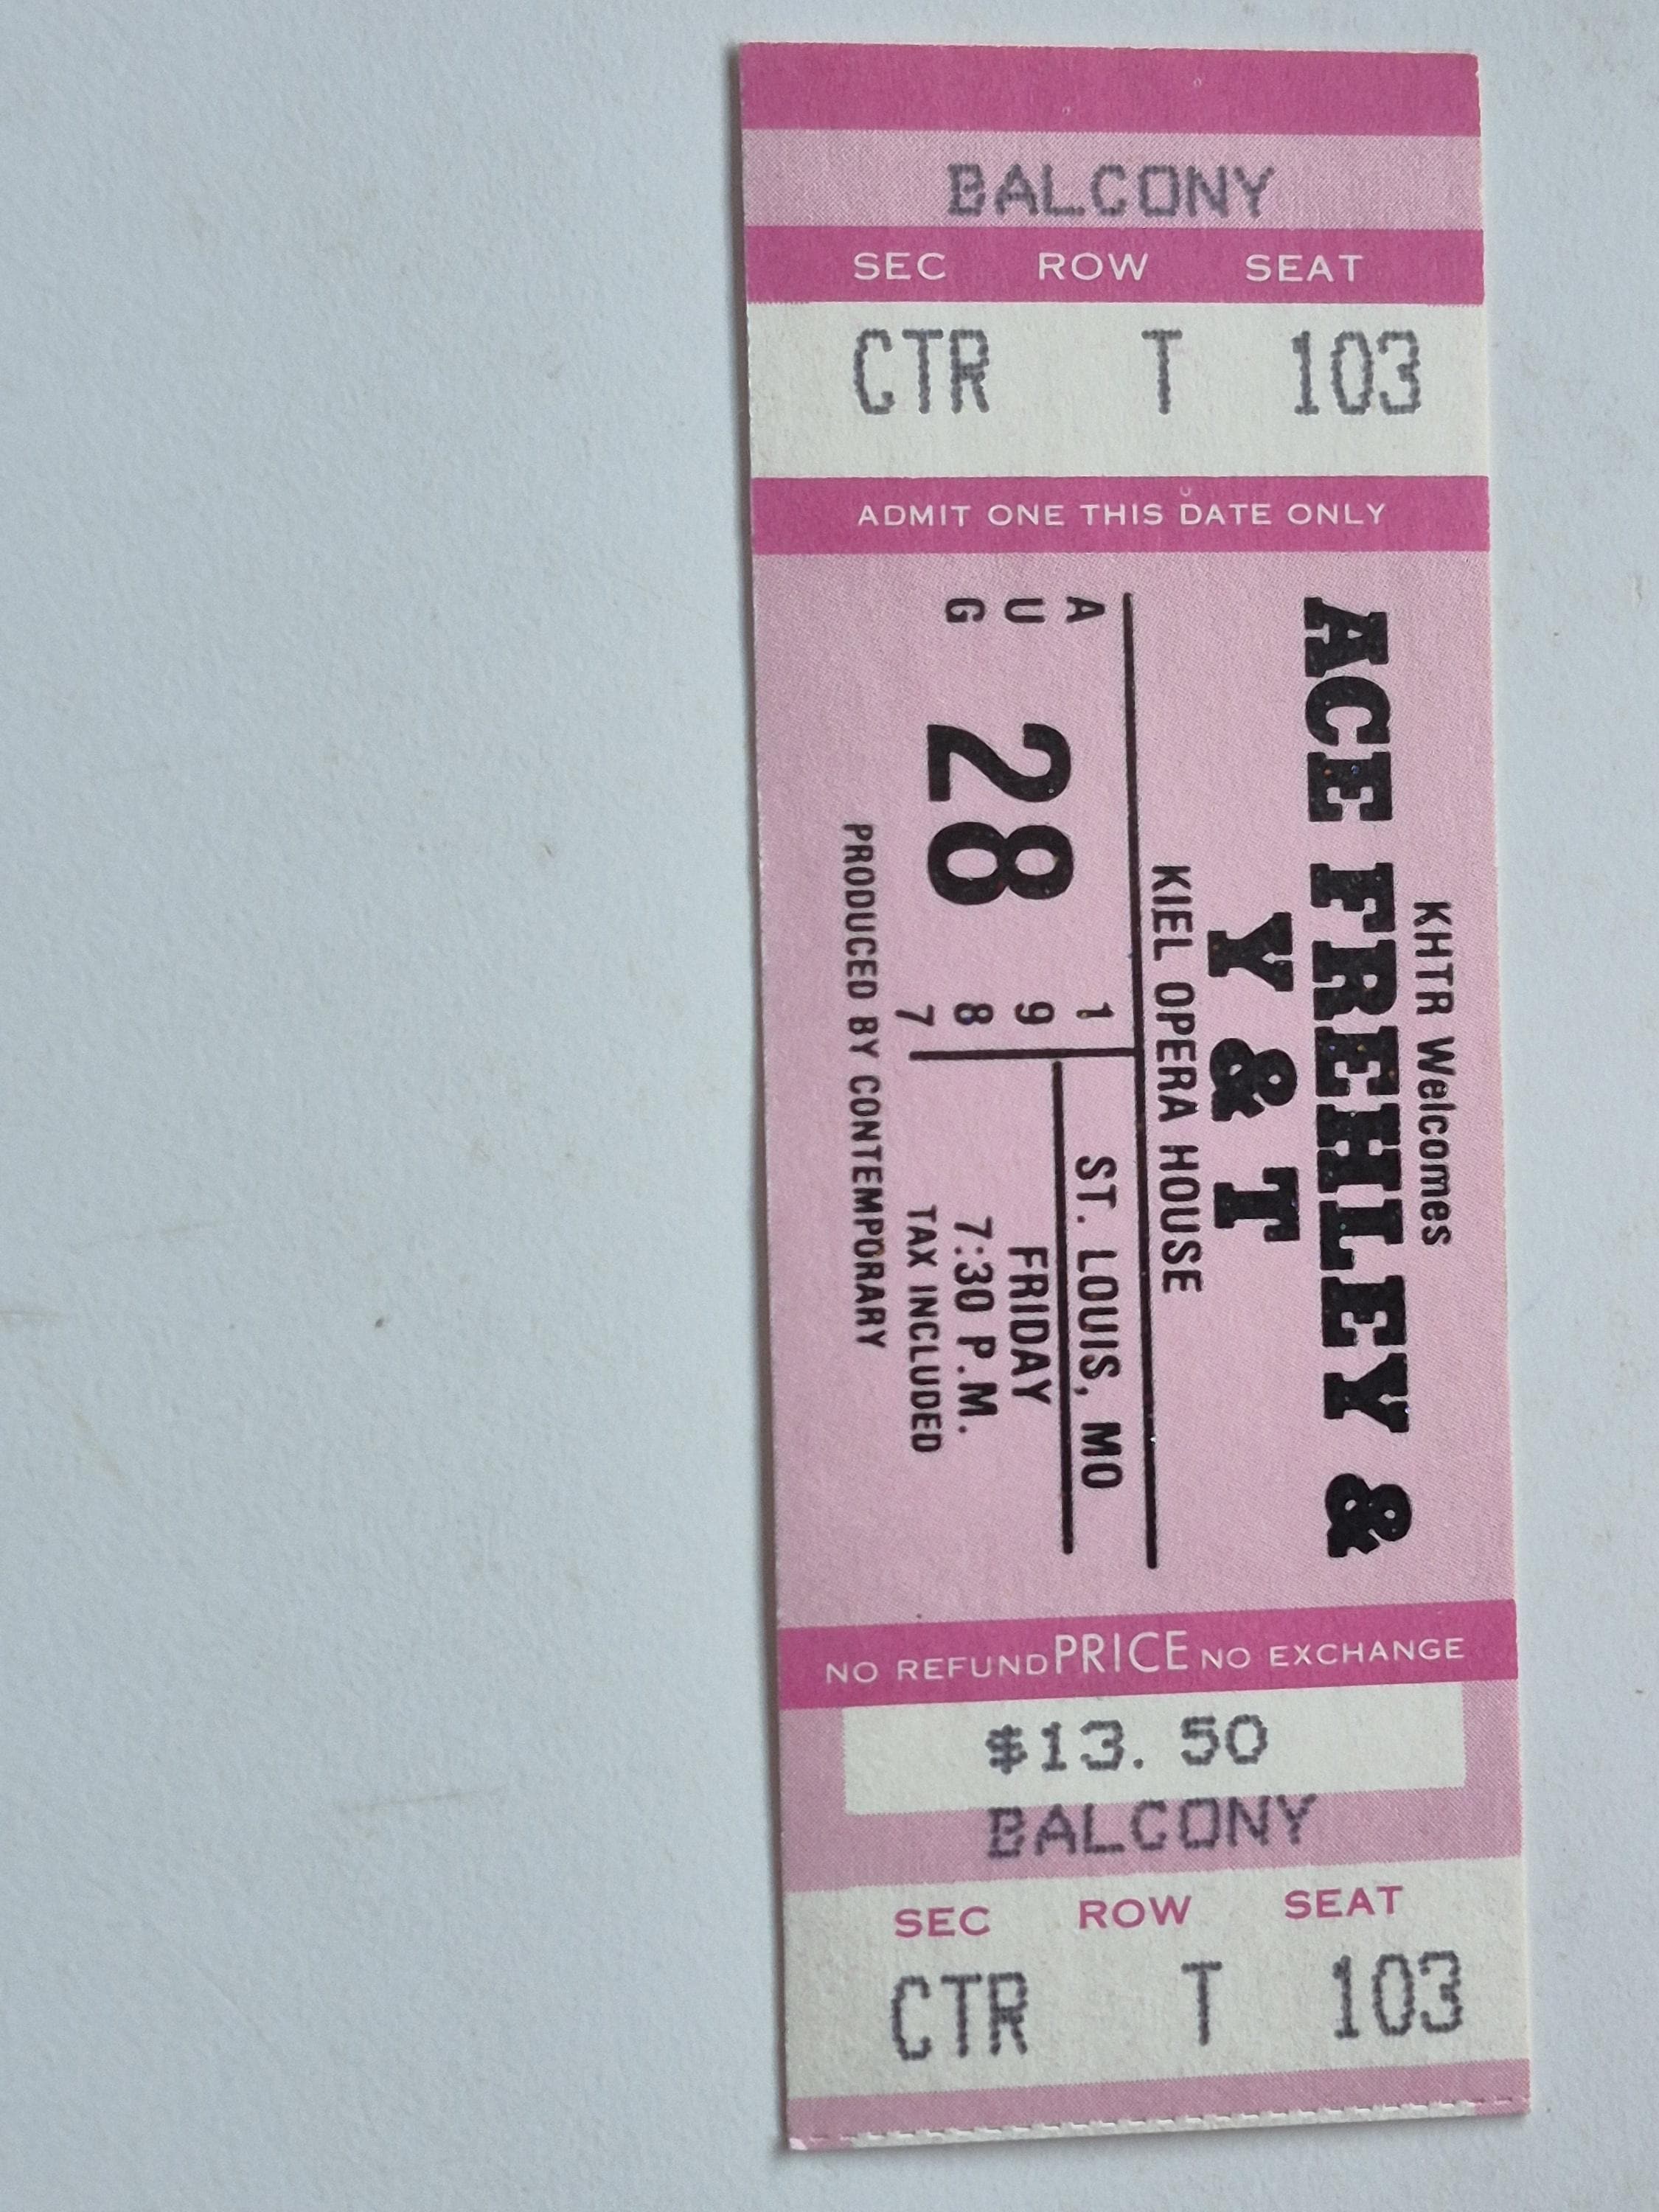 BALCONY
SEC ROW SEAT
CTR T 103
ADMIT ONE THIS DATE ONLY
KHTR Welcomes
ACE FREHLEY &
Y & T
KIEL OPERA HOUSE
AUG 28 1987
ST. LOUIS, MO
FRIDAY
7:30 P.M.
TAX INCLUDED
PRODUCED BY CONTEMPORARY
NO REFUND PRICE NO EXCHANGE
$13.50
BALCONY
SEC ROW SEAT
CTR T 103